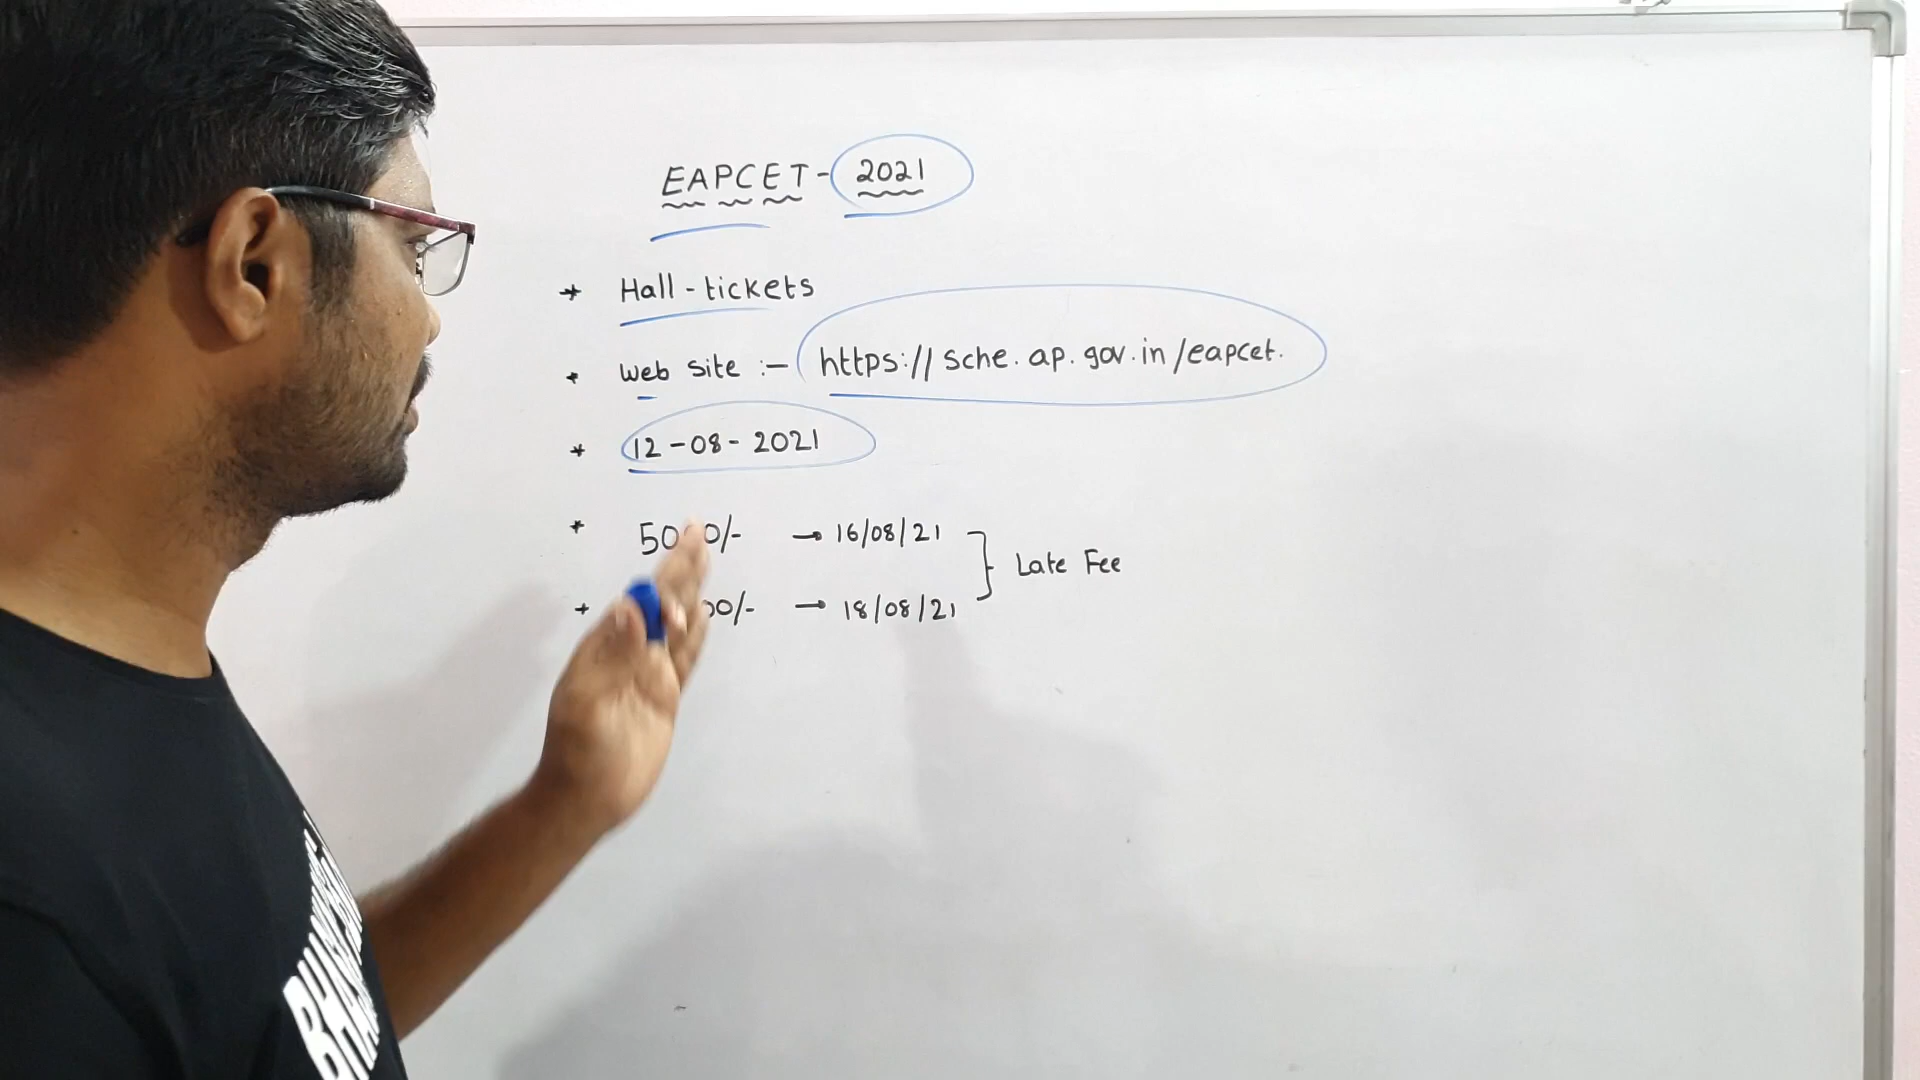 EAPCET - 2021
* Hall - tickets
* Web site :- https://sche.ap.gov.in/eapcet.
* 12-08-2021
* → 16/08/21
* → 18/08/21
Late Fee